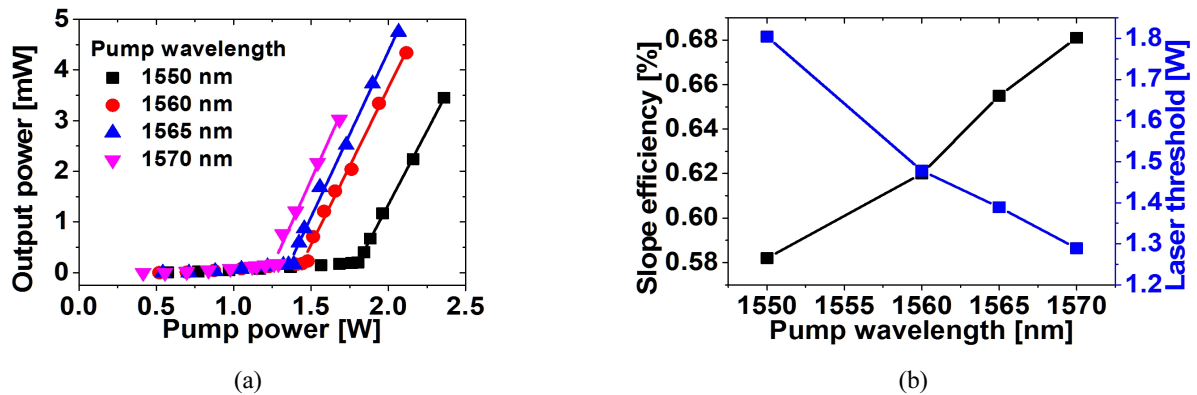 5
4
3
2
1
0
Output power [mW]
Pump wavelength
1550 nm
1560 nm
1565 nm
1570 nm
0.0 0.5 1.0 1.5 2.0 2.5
Pump power [W]
(a)
0.68
0.66
0.64
0.62
0.60
0.58
Slope efficiency [%]
1.8
1.7
1.6
1.5
1.4
1.3
1.2
Laser threshold [W]
1550 1555 1560 1565 1570
Pump wavelength [nm]
(b)